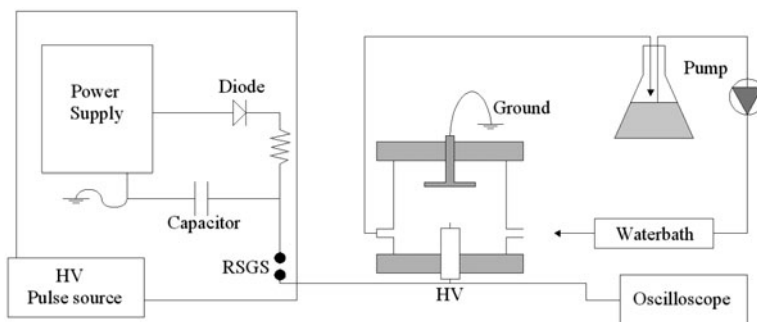 Power
Supply
Diode
Capacitor
RSGS
HV
Pulse source
Ground
HV
Pump
Waterbath
Oscilloscope